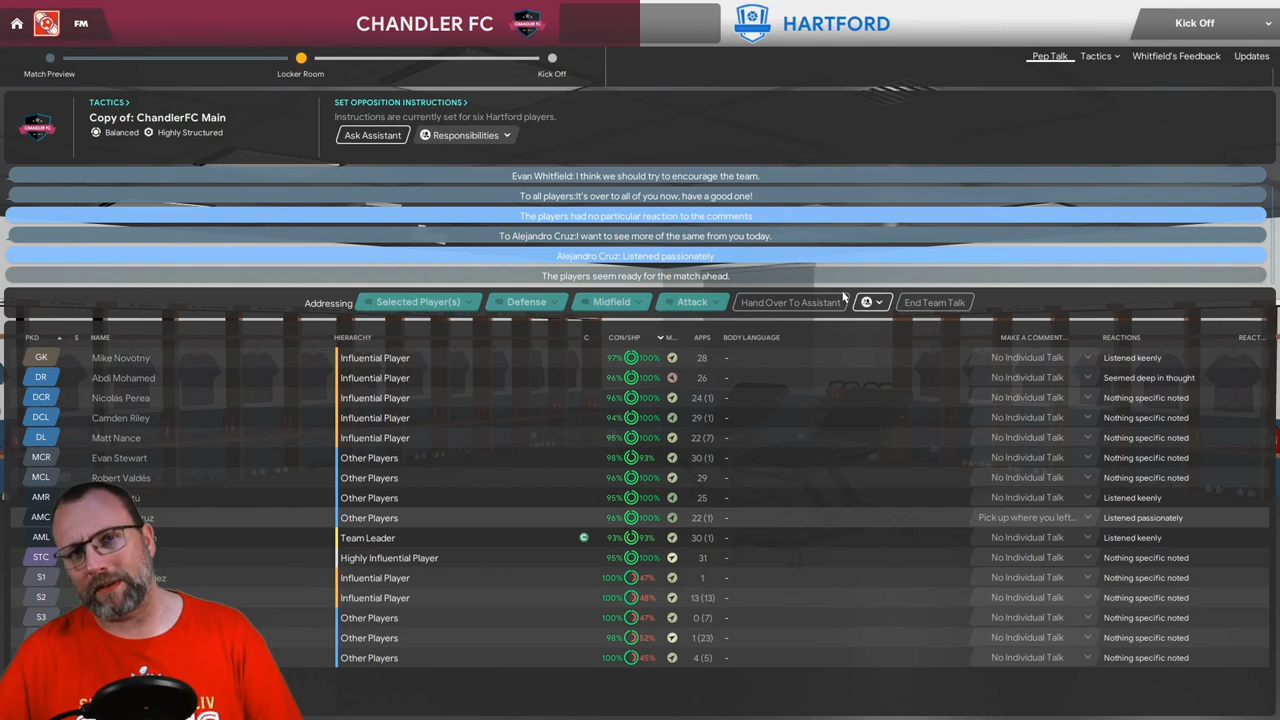 FM
CHANDLER FC
HARTFORD
Kick Off
Match Preview
Locker Room
Kick Off
Pep Talk
Tactics
Whitfield's Feedback
Updates
TACTICS >
Copy of: ChandlerFC Main
Balanced Highly Structured
SET OPPOSITION INSTRUCTIONS >
Instructions are currently set for six Hartford players.
Ask Assistant
Responsibilities
Evan Whitfield: I think we should try to encourage the team.
To all players:It's over to all of you now, have a good one!
The players had no particular reaction to the comments
To Alejandro Cruz:I want to see more of the same from you today.
Alejandro Cruz: Listened passionately
The players seem ready for the match ahead.
Addressing Selected Player(s) Defense Midfield Attack Hand Over To Assistant End Team Talk
PKD S NAME HIERARCHY C CON/SHP M... APPS BODY LANGUAGE MAKE A COMMENT... REACTIONS REACT...
GK Mike Novotny Influential Player 97% 100% 28 - No Individual Talk Listened keenly
DR Abdi Mohamed Influential Player 96% 100% 26 - No Individual Talk Seemed deep in thought
DCR Nicolás Perea Influential Player 96% 100% 24 (1) - No Individual Talk Nothing specific noted
DCL Camden Riley Influential Player 94% 100% 29 (1) - No Individual Talk Nothing specific noted
DL Matt Nance Influential Player 95% 100% 22 (7) - No Individual Talk Nothing specific noted
MCR Evan Stewart Other Players 98% 93% 30 (1) - No Individual Talk Nothing specific noted
MCL Robert Valdés Other Players 96% 100% 29 - No Individual Talk Nothing specific noted
AMR Other Players 95% 100% 25 - No Individual Talk Listened keenly
AMC Other Players 96% 100% 22 (1) - Pick up where you left... Listened passionately
AML Team Leader C 93% 93% 30 (1) - No Individual Talk Listened keenly
STC Highly Influential Player 95% 100% 31 - No Individual Talk Nothing specific noted
S1 Influential Player 100% 47% 1 - No Individual Talk Nothing specific noted
S2 Influential Player 100% 48% 13 (13) - No Individual Talk Nothing specific noted
S3 Other Players 100% 47% 0 (7) - No Individual Talk Nothing specific noted
Other Players 98% 52% 1 (23) - No Individual Talk Nothing specific noted
Other Players 100% 45% 4 (5) - No Individual Talk Nothing specific noted